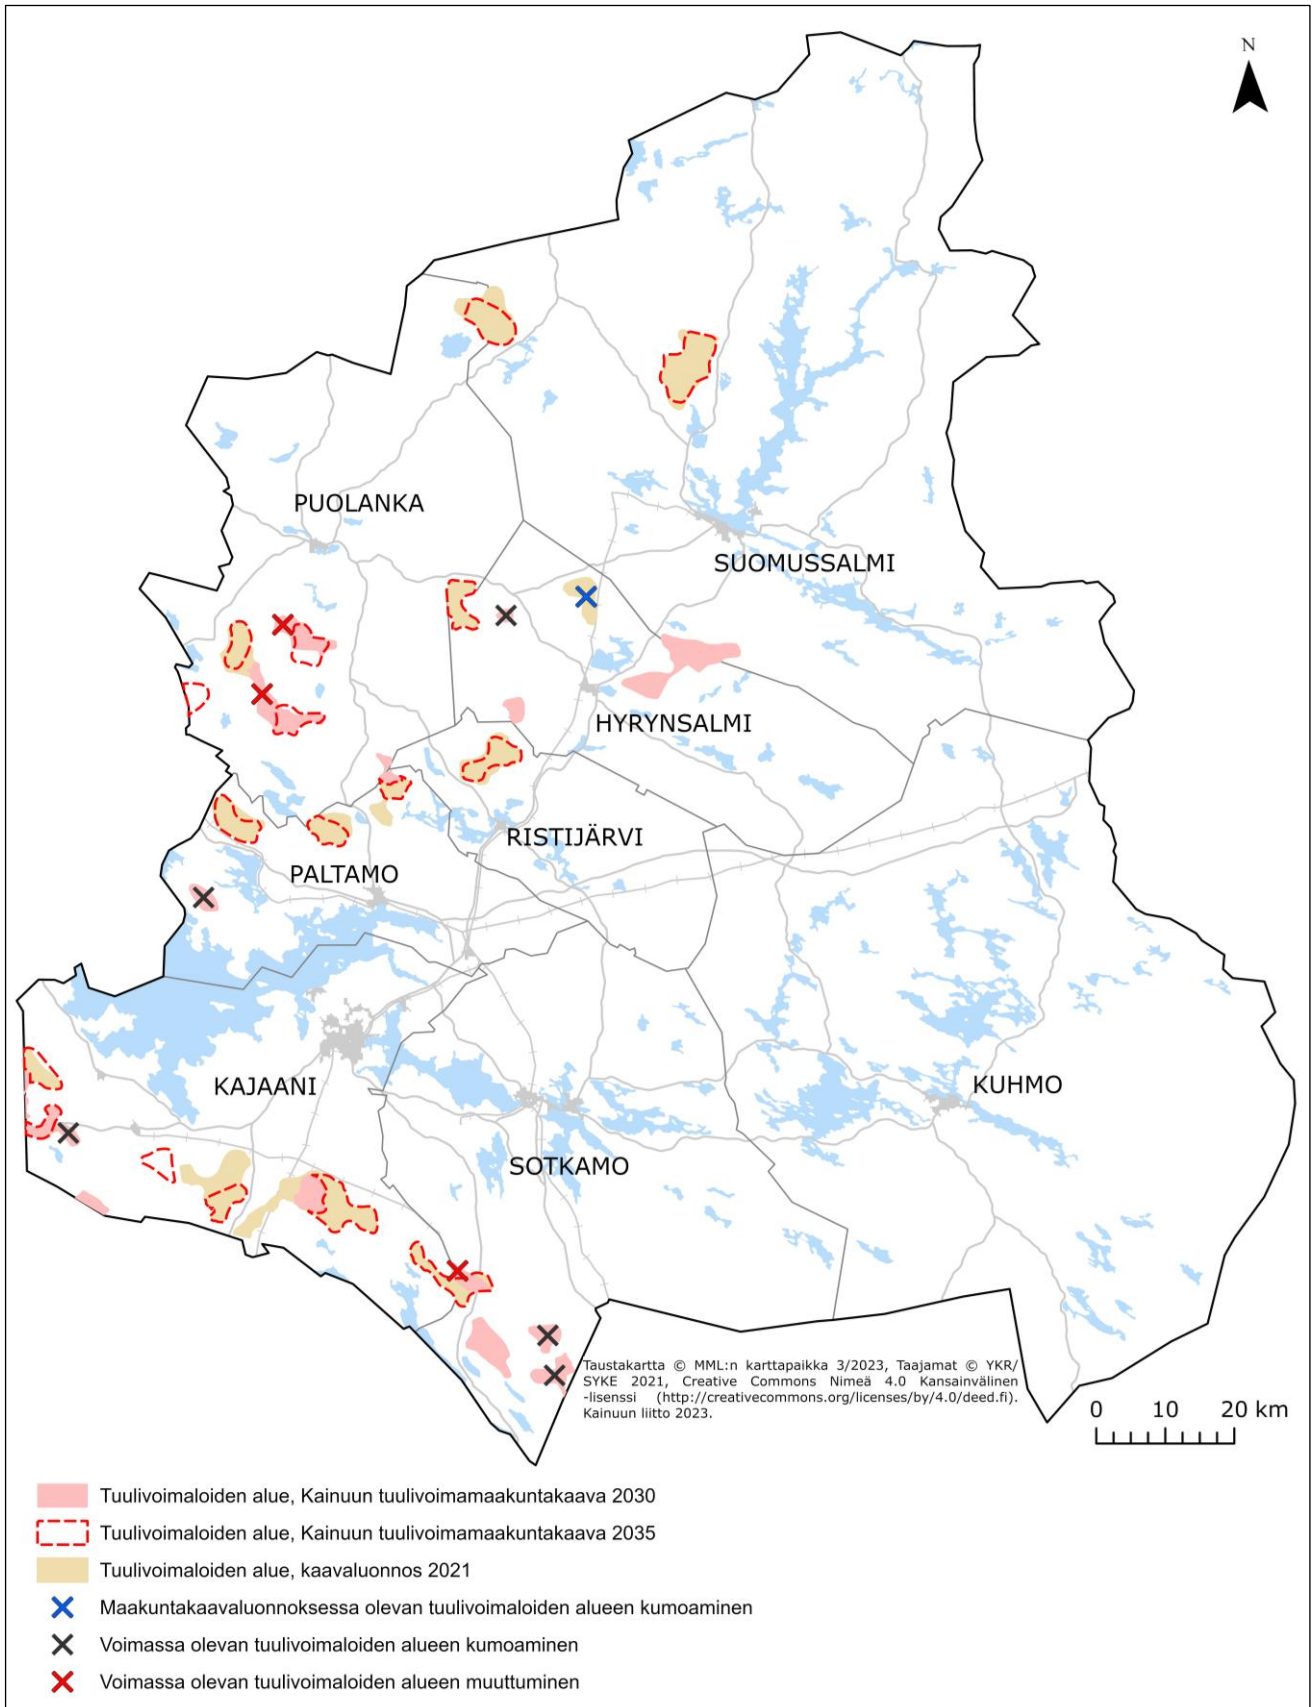 N
PUOLANKA
SUOMUSSALMI
HYRYNSALMI
RISTIJÄRVI
PALTAMO
KAJAANI
KUHMO
SOTKAMO
Taustakartta © MML:n karttapaikka 3/2023, Taajamat © YKR/
SYKE 2021, Creative Commons Nimeä 4.0 Kansainvälinen
-lisenssi (http://creativecommons.org/licenses/by/4.0/deed.fi).
Kainuun liitto 2023.
0 10 20 km
Tuulivoimaloiden alue, Kainuun tuulivoimamaakuntakaava 2030
Tuulivoimaloiden alue, Kainuun tuulivoimamaakuntakaava 2035
Tuulivoimaloiden alue, kaavaluonnos 2021
Maakuntakaavaluonnoksessa olevan tuulivoimaloiden alueen kumoaminen
Voimassa olevan tuulivoimaloiden alueen kumoaminen
Voimassa olevan tuulivoimaloiden alueen muuttuminen